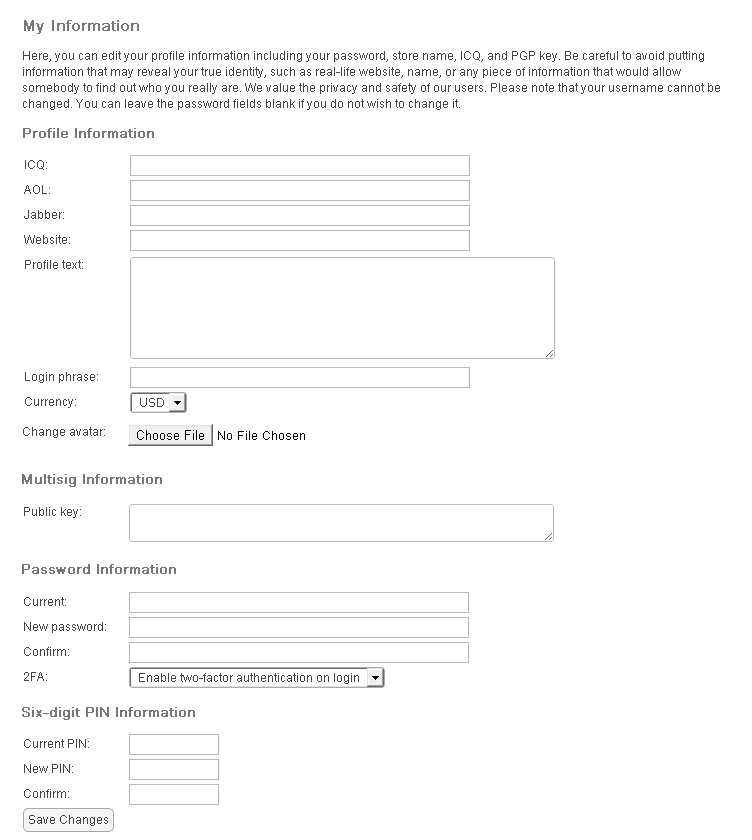 My Information
Here, you can edit your profile information including your password, store name, ICQ, and PGP key. Be careful to avoid putting
information that may reveal your true identity, such as real-life website, name, or any piece of information that would allow
somebody to find out who you really are. We value the privacy and safety of our users. Please note that your username cannot be
changed. You can leave the password fields blank if you do not wish to change it.
Profile Information
ICQ:
AOL:
Jabber:
Website:
Profile text:
Login phrase:
Currency: USD
Change avatar: Choose File No File Chosen
Multisig Information
Public key:
Password Information
Current:
New password:
Confirm:
2FA: Enable two-factor authentication on login
Six-digit PIN Information
Current PIN:
New PIN:
Confirm:
Save Changes